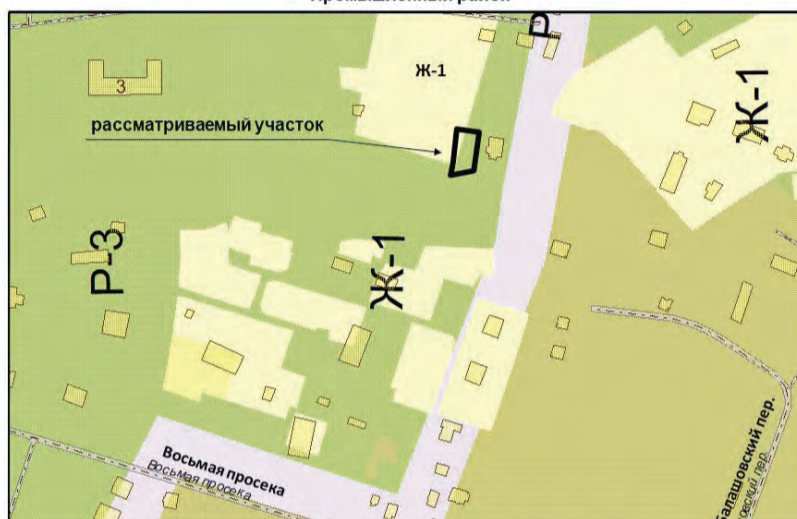 Р
Ж-1
3
рассматриваемый участок
Ж-1
Р-3
Ж-1
Восьмая просека
Восьмая просека
Балашовский пер.